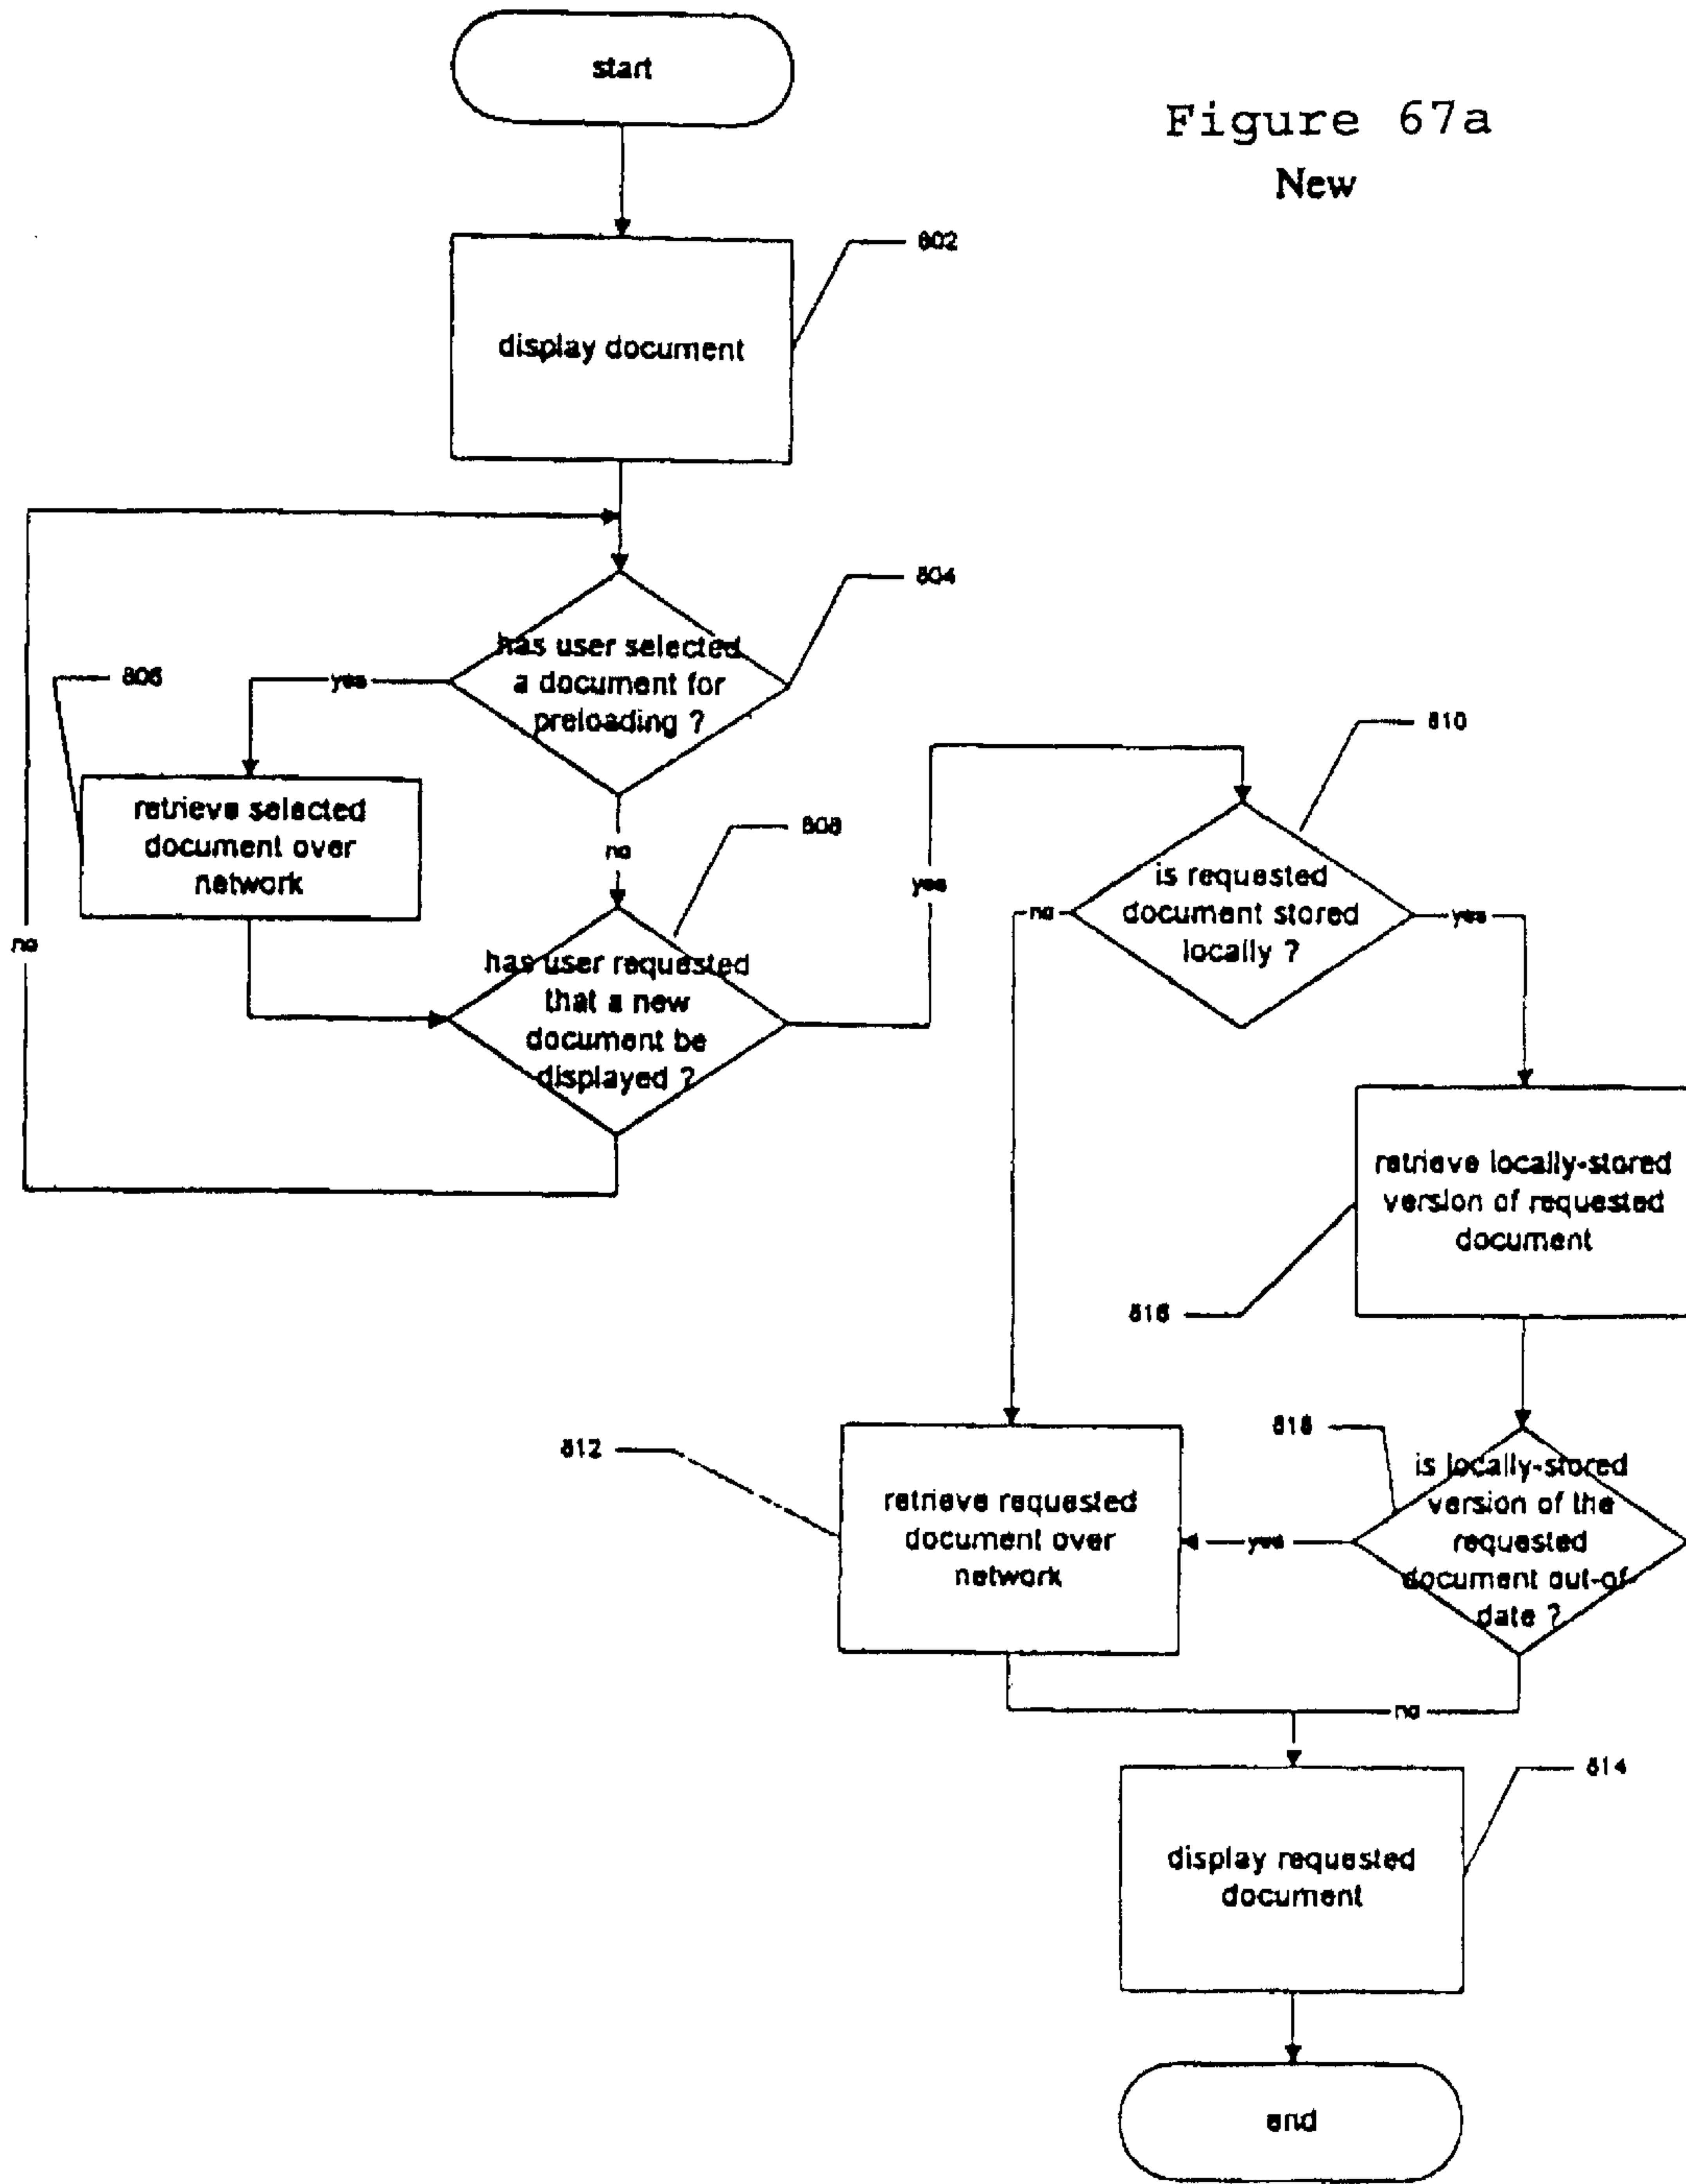 Figure 67a
New
start
802
display document
804
has user selected
a document for
preloading ?
yes
806
retrieve selected
document over
network
no
808
has user requested
that a new
document be
displayed ?
no
yes
810
is requested
document stored
locally ?
no
yes
retrieve locally-stored
version of requested
document
816
818
is locally-stored
version of the
requested
document out-of-
date ?
yes
812
retrieve requested
document over
network
no
814
display requested
document
end